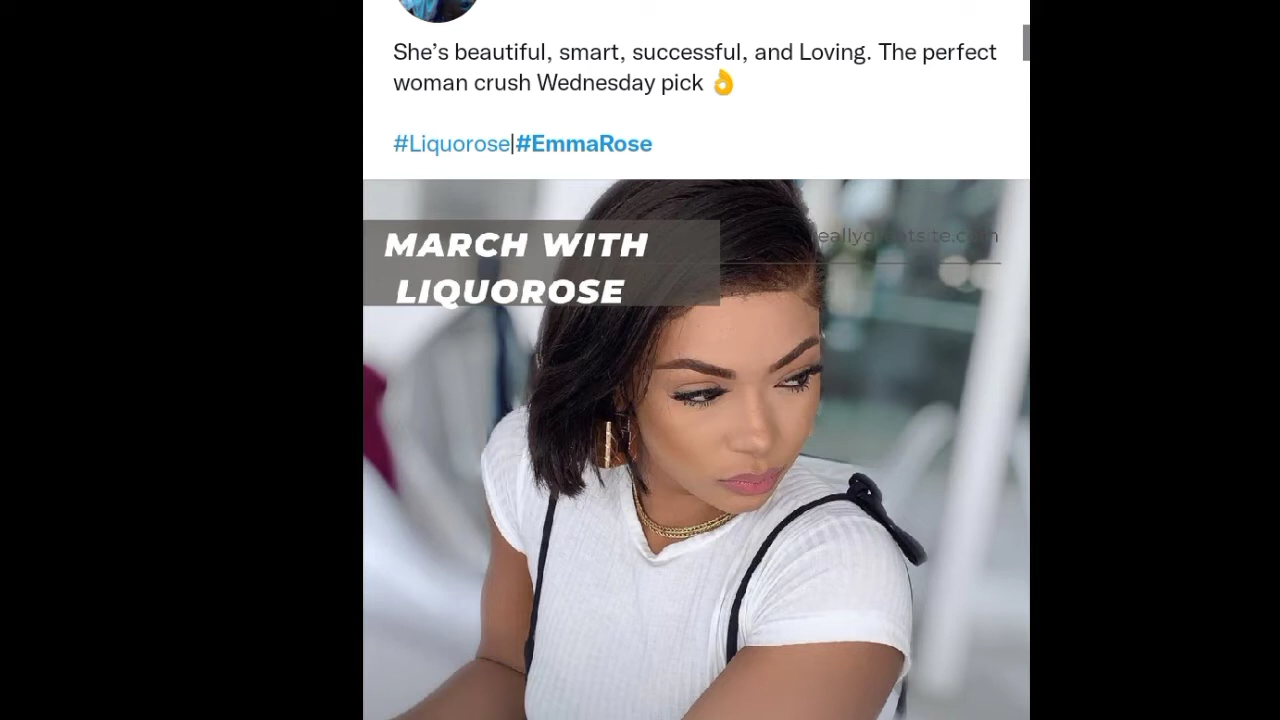 She's beautiful, smart, successful, and Loving. The perfect
woman crush Wednesday pick 👌
#Liquorose|#EmmaRose
MARCH WITH
LIQUOROSE